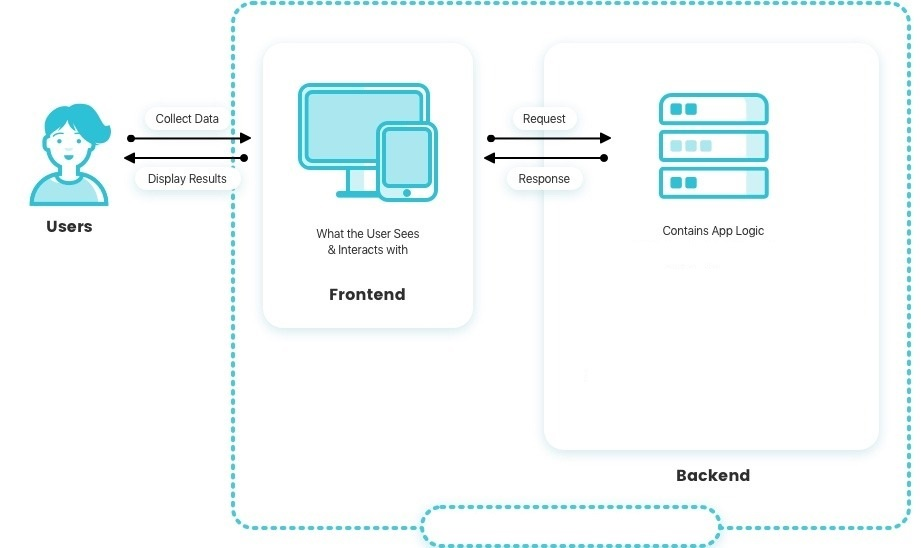 Collect Data
Display Results
Users
What the User Sees
& Interacts with
Frontend
Request
Response
Contains App Logic
Backend